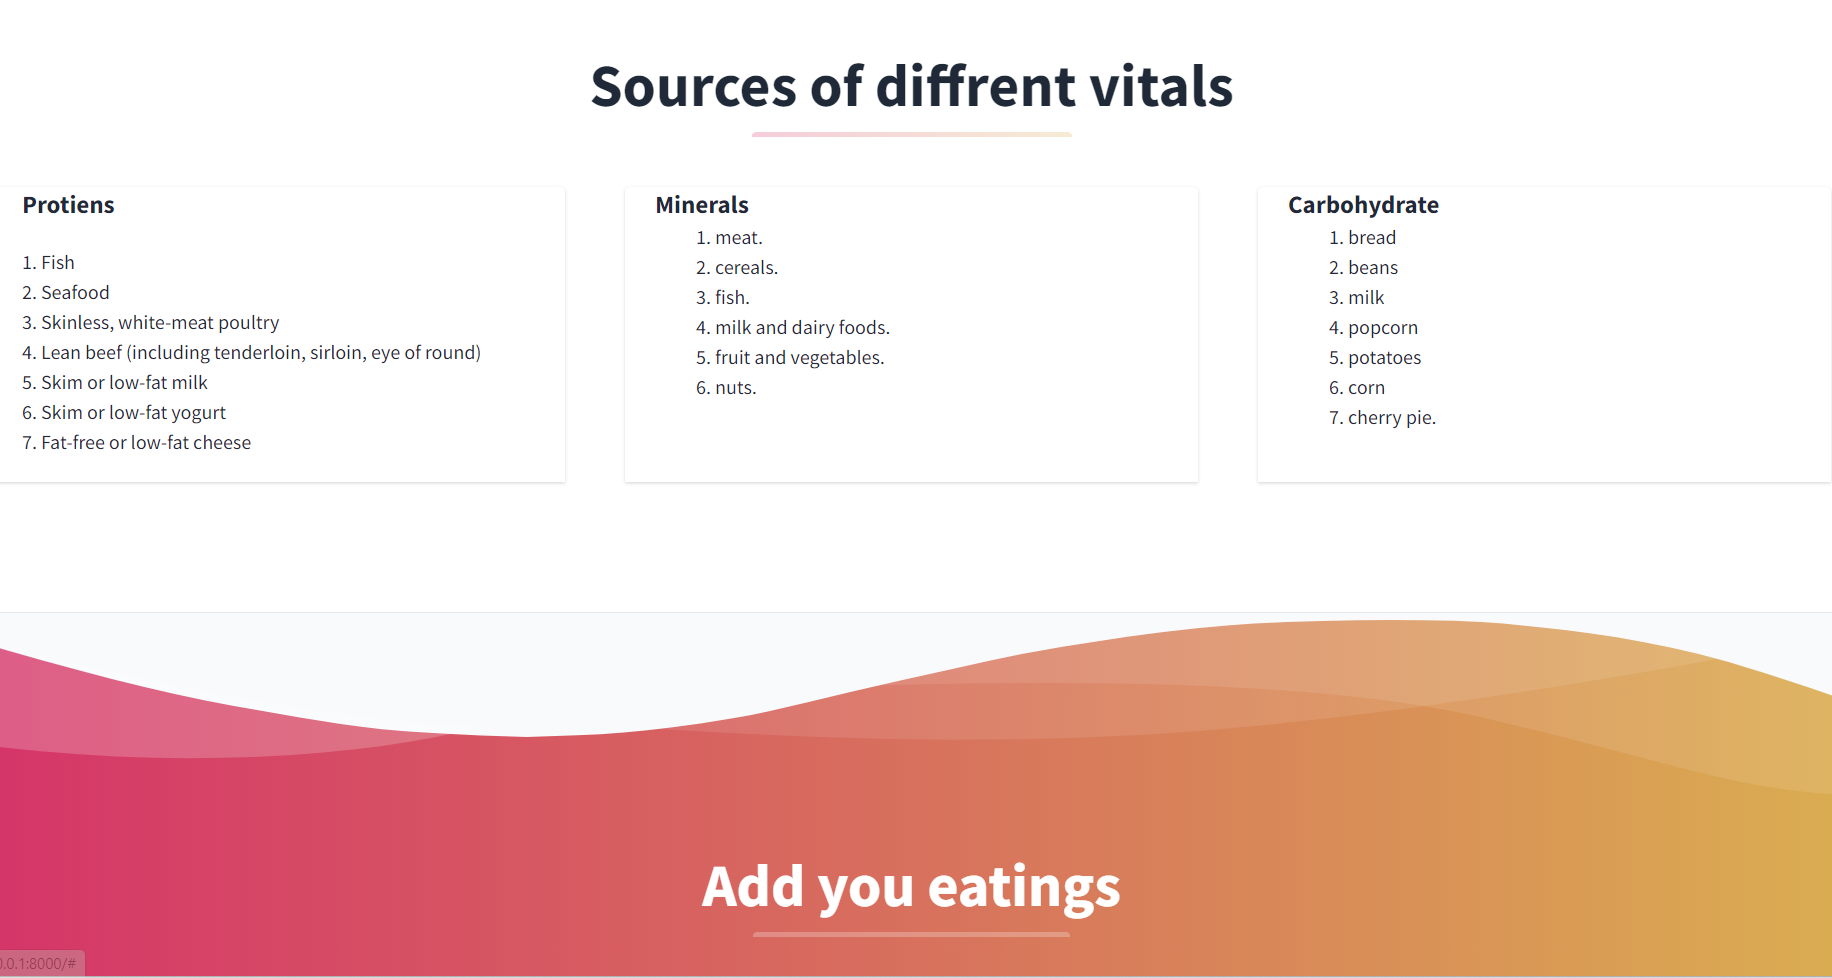 Sources of diffrent vitals
Protiens
1. Fish
2. Seafood
3. Skinless, white-meat poultry
4. Lean beef (including tenderloin, sirloin, eye of round)
5. Skim or low-fat milk
6. Skim or low-fat yogurt
7. Fat-free or low-fat cheese
Minerals
1. meat.
2. cereals.
3. fish.
4. milk and dairy foods.
5. fruit and vegetables.
6. nuts.
Carbohydrate
1. bread
2. beans
3. milk
4. popcorn
5. potatoes
6. corn
7. cherry pie.
Add you eatings
0.0.1:8000/#